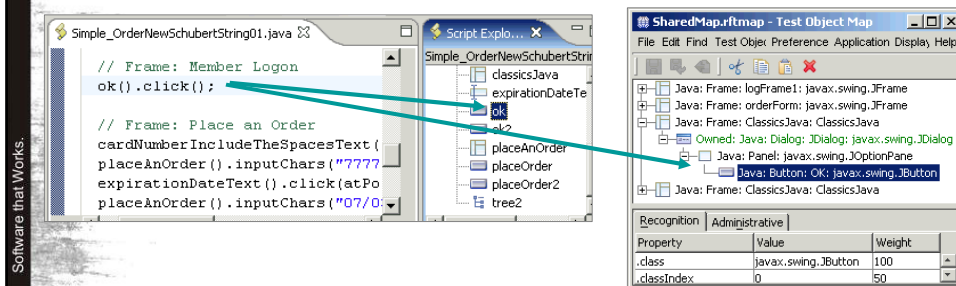 Software that Works.
Simple_OrderNewSchubertString01.java
// Frame: Member Logon
ok().click();
// Frame: Place an Order
cardNumberIncludeTheSpacesText(
placeAnOrder().inputChars("7777
expirationDateText().click(atPo
placeAnOrder().inputChars("07/0
Script Explo...
Simple_OrderNewSchubertStrin
classicsJava
expirationDateTe
ok
ok2
placeAnOrder
placeOrder
placeOrder2
tree2
SharedMap.rftmap - Test Object Map
File Edit Find Test Objec Preference Application Display Help
Java: Frame: logFrame1: javax.swing.JFrame
Java: Frame: orderForm: javax.swing.JFrame
Java: Frame: ClassicsJava: ClassicsJava
Owned: Java: Dialog: JDialog: javax.swing.JDialog
Java: Panel: javax.swing.JOptionPane
Java: Button: OK: javax.swing.JButton
Java: Frame: ClassicsJava: ClassicsJava
Recognition Administrative
Property Value Weight
.class javax.swing.JButton 100
.classIndex 0 50